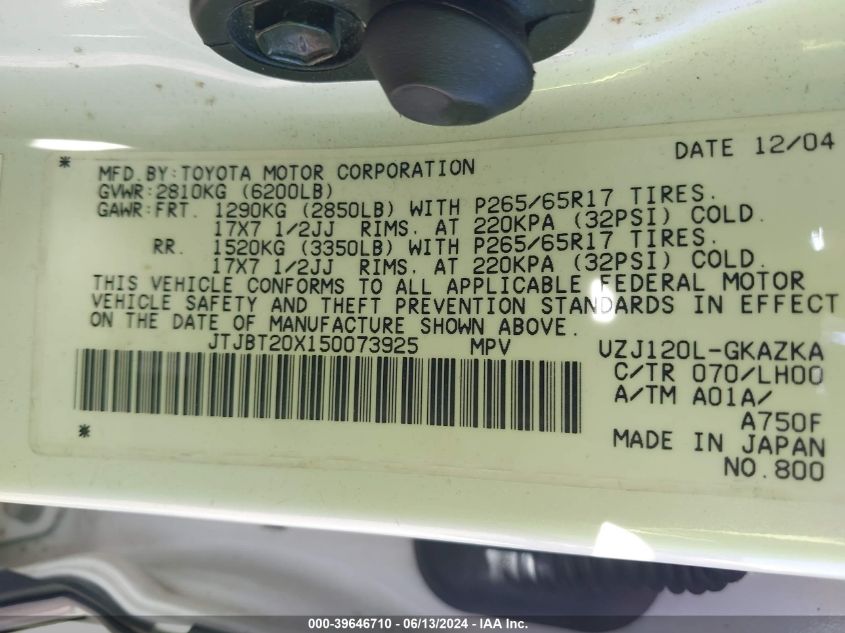 DATE 12/04
* MFD.BY:TOYOTA MOTOR CORPORATION
GVWR:2810KG (6200LB)
GAWR:FRT. 1290KG (2850LB) WITH P265/65R17 TIRES.
17X7 1/2JJ RIMS. AT 220KPA (32PSI) COLD.
RR. 1520KG (3350LB) WITH P265/65R17 TIRES.
17X7 1/2JJ RIMS. AT 220KPA (32PSI) COLD.
THIS VEHICLE CONFORMS TO ALL APPLICABLE FEDERAL MOTOR
VEHICLE SAFETY AND THEFT PREVENTION STANDARDS IN EFFECT
ON THE DATE OF MANUFACTURE SHOWN ABOVE.
JTJBT20X150073925 MPV UZJ120L-GKAZKA
C/TR 070/LH00
A/TM A01A/
A750F
* MADE IN JAPAN
NO.800
000-39646710 - 06/13/2024 - IAA Inc.